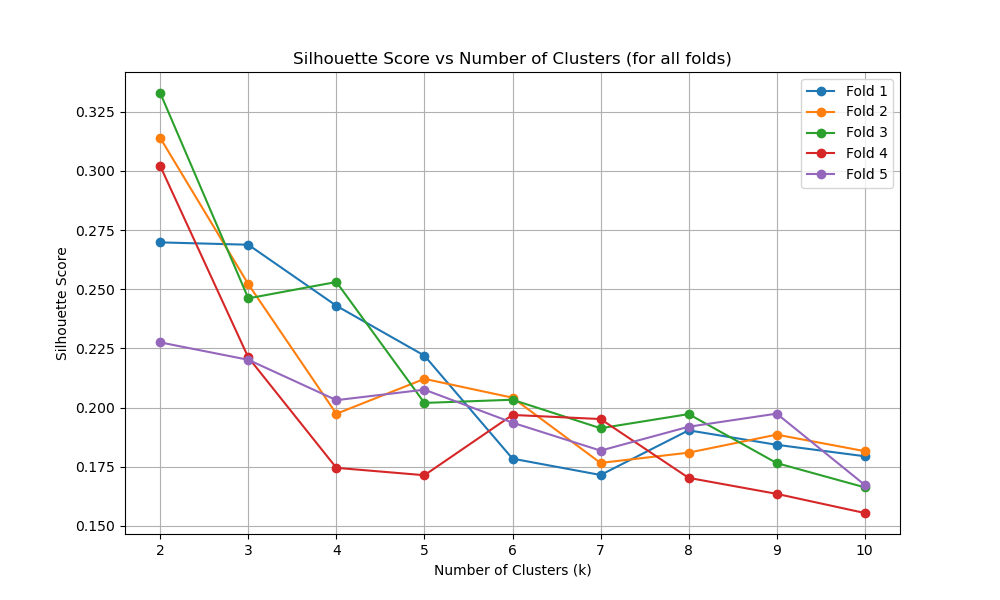 Silhouette Score vs Number of Clusters (for all folds)
Silhouette Score
0.325
0.300
0.275
0.250
0.225
0.200
0.175
0.150
Fold 1
Fold 2
Fold 3
Fold 4
Fold 5
2 3 4 5 6 7 8 9 10
Number of Clusters (k)